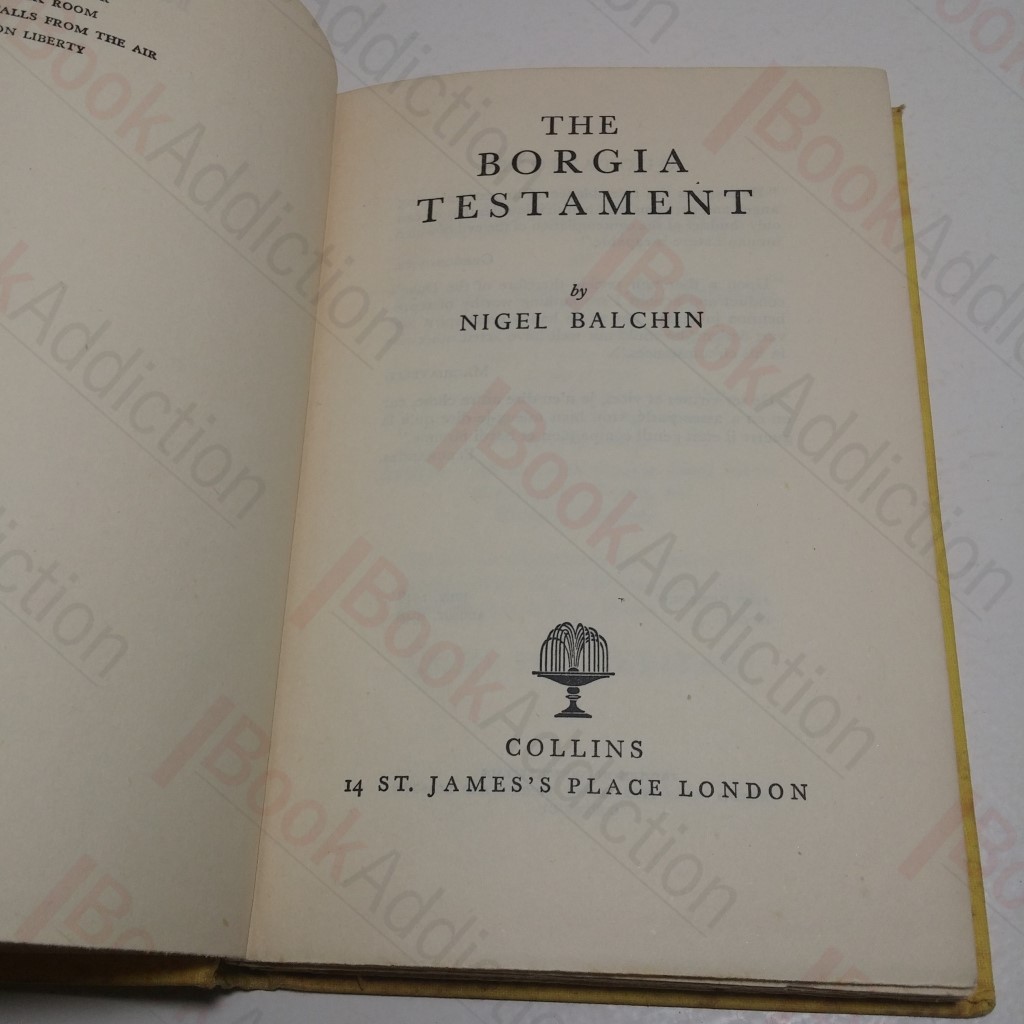 ROOM
ALLS FROM THE AIR
ON LIBERTY
THE
BORGIA
TESTAMENT
by
NIGEL BALCHIN
COLLINS
14 ST. JAMES'S PLACE LONDON
BookAddiction